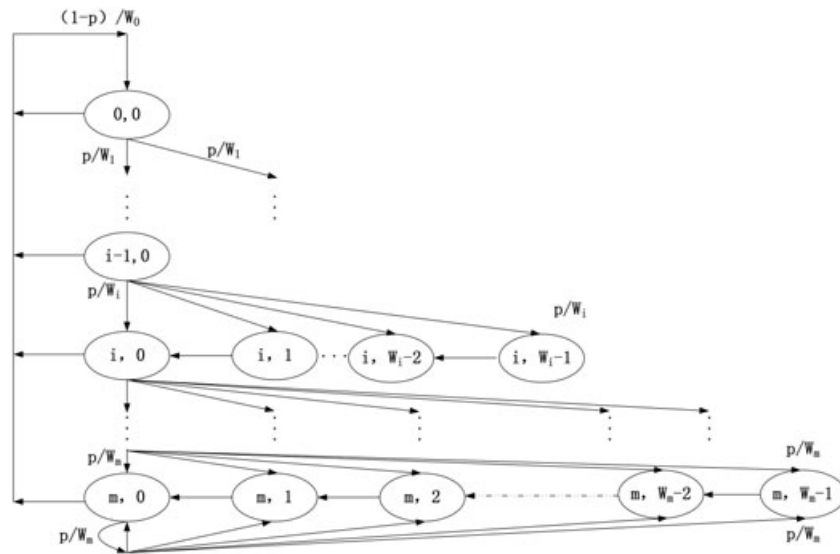 (1-p)/W₀
0,0
p/W₁ p/W₁
i-1,0
p/Wᵢ p/Wᵢ
i, 0 i, 1 ··· i, Wᵢ-2 i, Wᵢ-1
p/Wₘ p/Wₘ
m, 0 m, 1 m, 2 m, Wₘ-2 m, Wₘ-1
p/Wₘ p/Wₘ